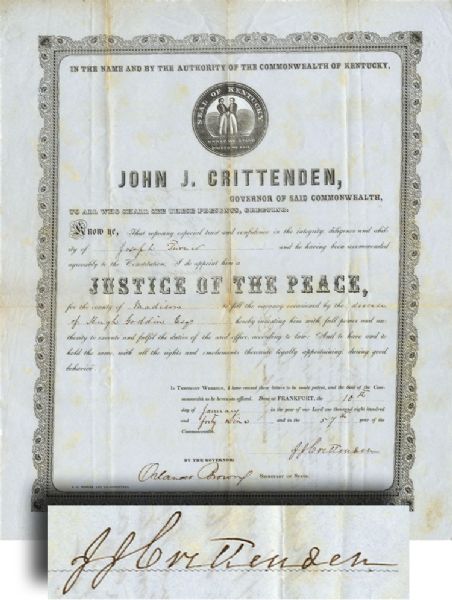 IN THE NAME AND BY THE AUTHORITY OF THE COMMONWEALTH OF KENTUCKY,
SEAL OF KENTUCKY
JOHN J. CRITTENDEN,
GOVERNOR OF SAID COMMONWEALTH,
TO ALL WHO SHALL SEE THESE PRESENTS, GREETING:
Know ye, That reposing especial trust and confidence in the integrity, diligence and abil-
ity of Joseph Turner and he having been recommended
agreeably to the Constitution, I do appoint him a
JUSTICE OF THE PEACE,
for the county of Madison to fill the vacancy occasioned by the decease
of Hugh Goddin Esqr hereby investing him with full power and au-
thority to execute and fulfil the duties of the said office, according to law: And to have and to
hold the same, with all the rights and emoluments thereunto legally appertaining, during good
behavior.
In Testimony Whereof, I have caused these letters to be made patent, and the seal of the Com-
monwealth to be hereunto affixed. Done at FRANKFORT, the 10th
day of January in the year of our Lord one thousand eight hundred
and forty Nine and in the 57th year of the
Commonwealth.
J J Crittenden
BY THE GOVERNOR:
Orlando Brown SECRETARY OF STATE.
J J Crittenden